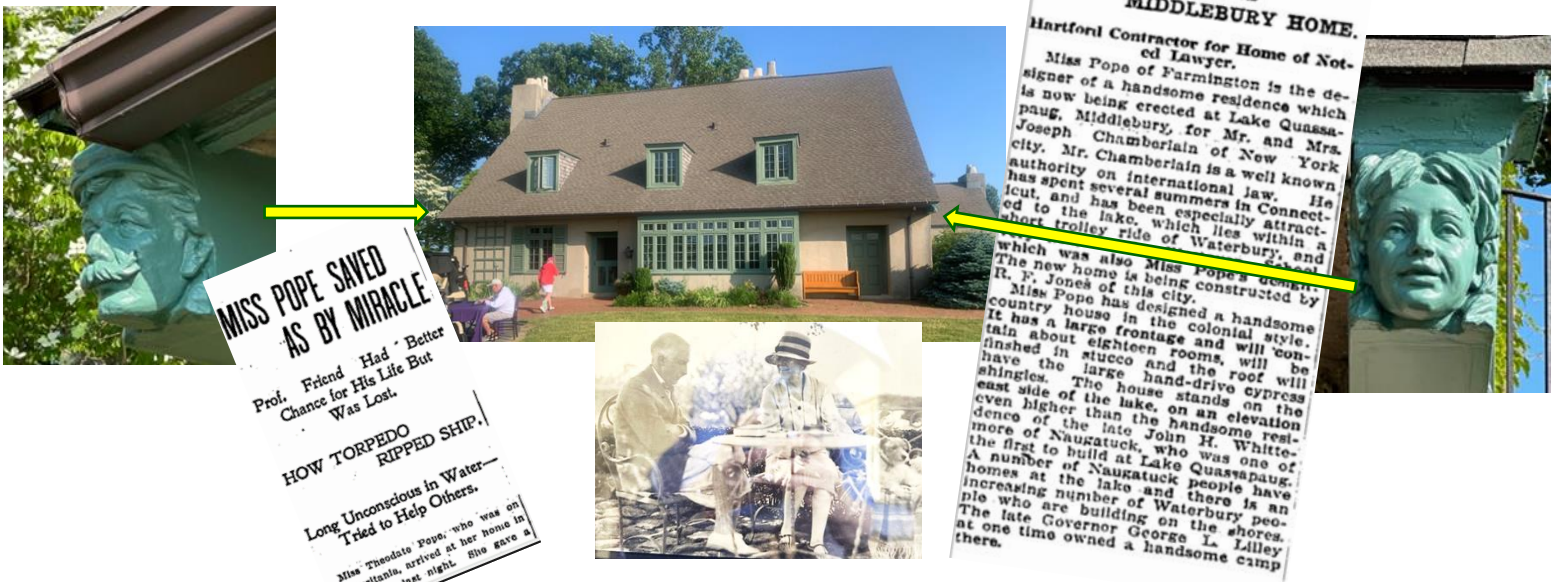 MISS POPE SAVED
AS BY MIRACLE
Prof. Friend Had Better
Chance for His Life But
Was Lost.
HOW TORPEDO
RIPPED SHIP.
Long Unconscious in Water—
Tried to Help Others.
Miss Theodate Pope, who was on
itania, arrived at her home in
last night. She gave a
MIDDLEBURY HOME.
Hartford Contractor for Home of Not-
ed Lawyer.
Miss Pope of Farmington is the de-
signer of a handsome residence which
is now being erected at Lake Quassa-
paug, Middlebury, for Mr. and Mrs.
Joseph Chamberlain of New York
city. Mr. Chamberlain is a well known
authority on international law. He
has spent several summers in Connect-
icut, and has been especially attract-
ed to the lake, which lies within a
short trolley ride of Waterbury, and
which was also Miss Pope's design.
The new home is being constructed by
R. F. Jones of this city.
Miss Pope has designed a handsome
country house in the colonial style.
It has a large frontage and will con-
tain about eighteen rooms, will be
finshed in stucco and the roof will
have the large hand-drive cypress
shingles. The house stands on the
east side of the lake, on an elevation
even higher than the handsome resi-
dence of the late John H. Whitte-
more of Naugatuck, who was one of
the first to build at Lake Quassapaug.
A number of Naugatuck people have
homes at the lake and there is an
increasing number of Waterbury peo-
ple who are building on the shores.
The late Governor George L. Lilley
at one time owned a handsome camp
there.